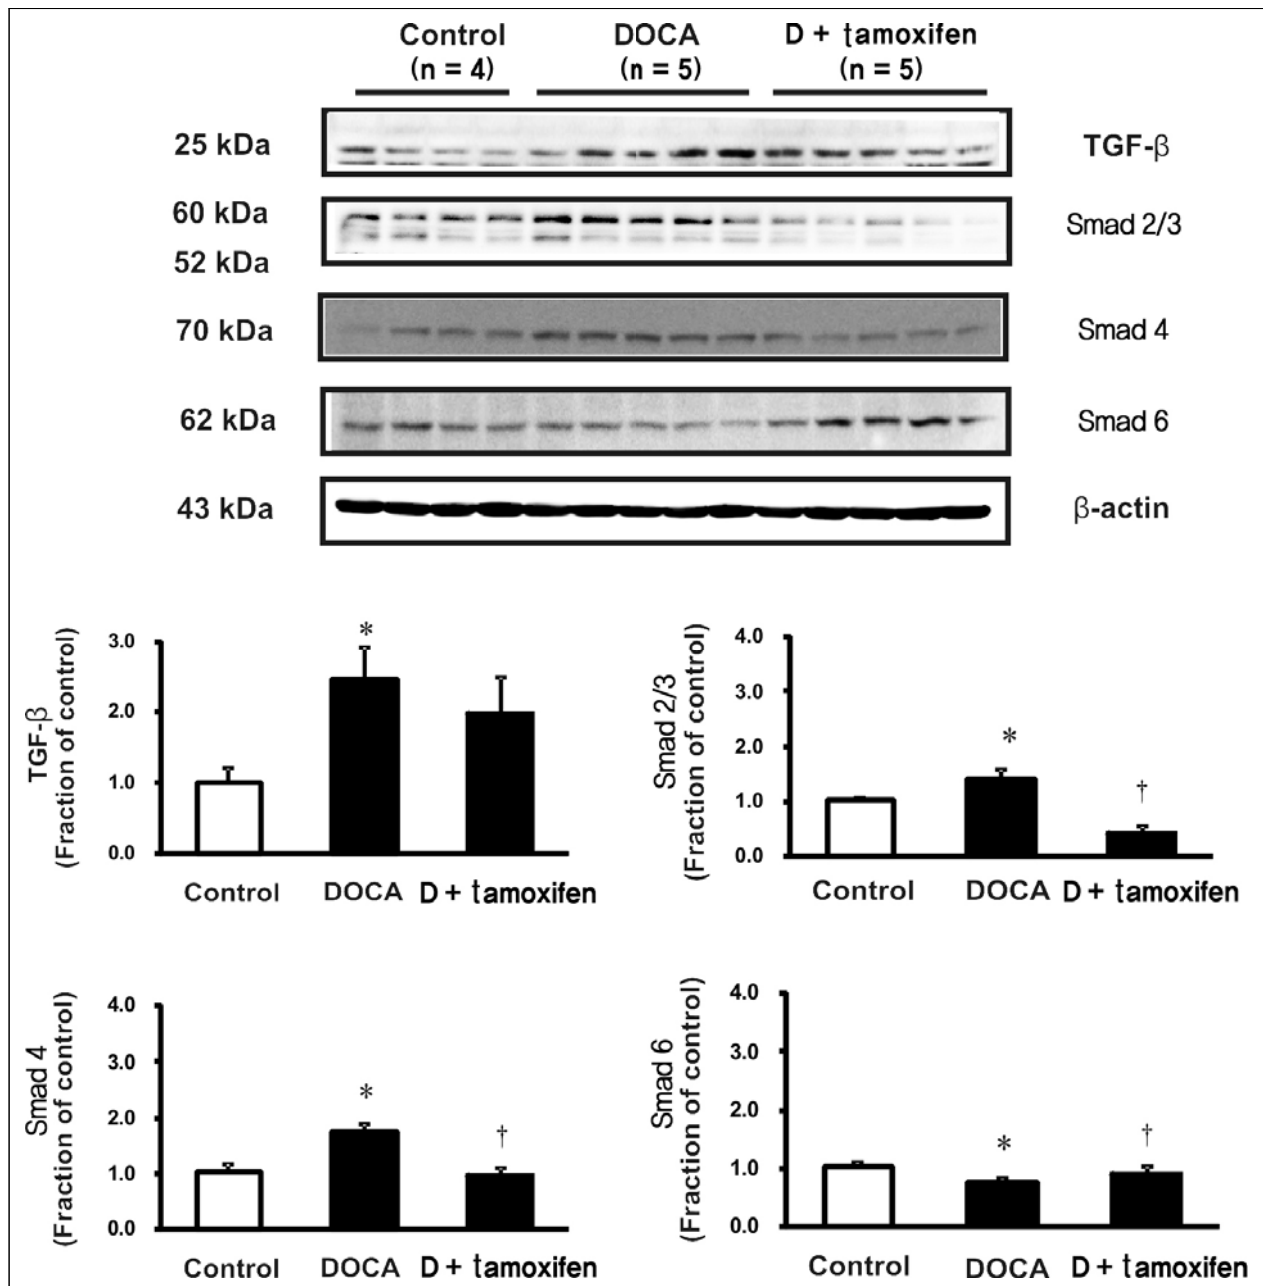 Control DOCA D + tamoxifen
(n = 4) (n = 5) (n = 5)
25 kDa TGF-β
60 kDa Smad 2/3
52 kDa
70 kDa Smad 4
62 kDa Smad 6
43 kDa β-actin
TGF-β
(Fraction of control)
3.0
2.0
1.0
0.0
*
Control DOCA D + tamoxifen
Smad 2/3
(Fraction of control)
4.0
3.0
2.0
1.0
0.0
*
†
Control DOCA D + tamoxifen
Smad 4
(Fraction of control)
4.0
3.0
2.0
1.0
0.0
*
†
Control DOCA D + tamoxifen
Smad 6
(Fraction of control)
4.0
3.0
2.0
1.0
0.0
*
†
Control DOCA D + tamoxifen